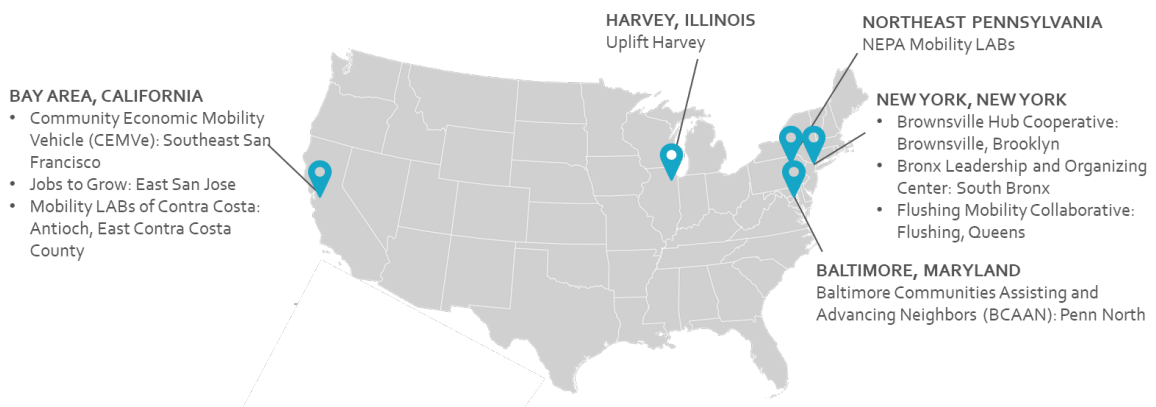 HARVEY, ILLINOIS
Uplift Harvey
NORTHEAST PENNSYLVANIA
NEPA Mobility LABs
BAY AREA, CALIFORNIA
• Community Economic Mobility
Vehicle (CEMVe): Southeast San
Francisco
• Jobs to Grow: East San Jose
• Mobility LABs of Contra Costa:
Antioch, East Contra Costa
County
NEW YORK, NEW YORK
• Brownsville Hub Cooperative:
Brownsville, Brooklyn
• Bronx Leadership and Organizing
Center: South Bronx
• Flushing Mobility Collaborative:
Flushing, Queens
BALTIMORE, MARYLAND
Baltimore Communities Assisting and
Advancing Neighbors (BCAAN): Penn North